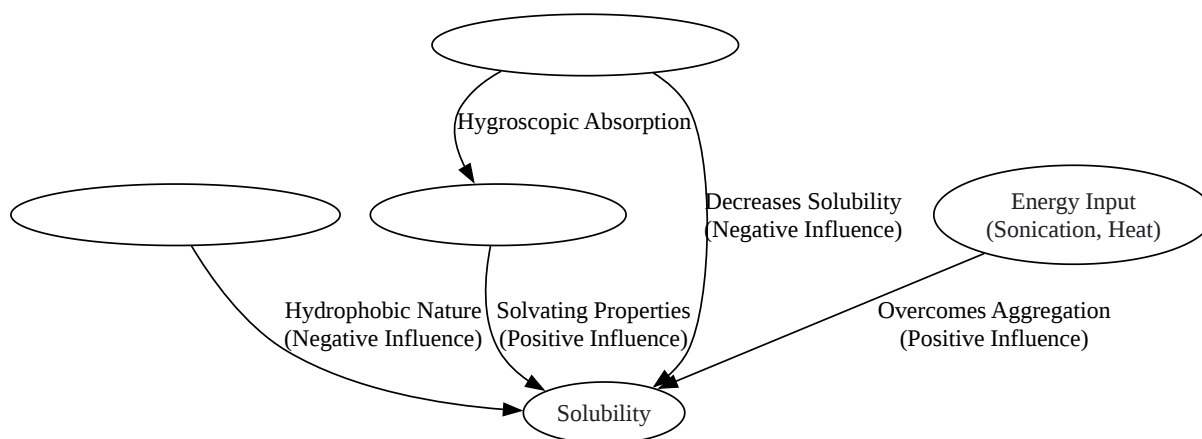 Hygroscopic Absorption
Decreases Solubility
(Negative Influence)
Energy Input
(Sonication, Heat)
Hydrophobic Nature
(Negative Influence)
Solvating Properties
(Positive Influence)
Overcomes Aggregation
(Positive Influence)
Solubility